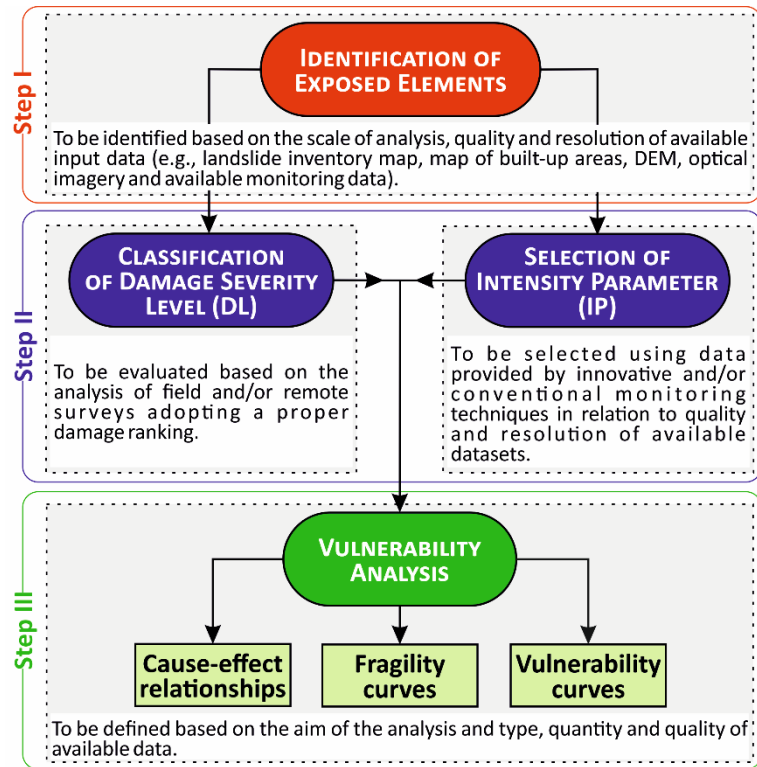 Step I
IDENTIFICATION OF
EXPOSED ELEMENTS
To be identified based on the scale of analysis, quality and resolution of available
input data (e.g., landslide inventory map, map of built-up areas, DEM, optical
imagery and available monitoring data).
Step II
CLASSIFICATION
OF DAMAGE SEVERITY
LEVEL (DL)
To be evaluated based on the
analysis of field and/or remote
surveys adopting a proper
damage ranking.
SELECTION OF
INTENSITY PARAMETER
(IP)
To be selected using data
provided by innovative and/or
conventional monitoring
techniques in relation to quality
and resolution of available
datasets.
Step III
VULNERABILITY
ANALYSIS
Cause-effect
relationships
Fragility
curves
Vulnerability
curves
To be defined based on the aim of the analysis and type, quantity and quality of
available data.